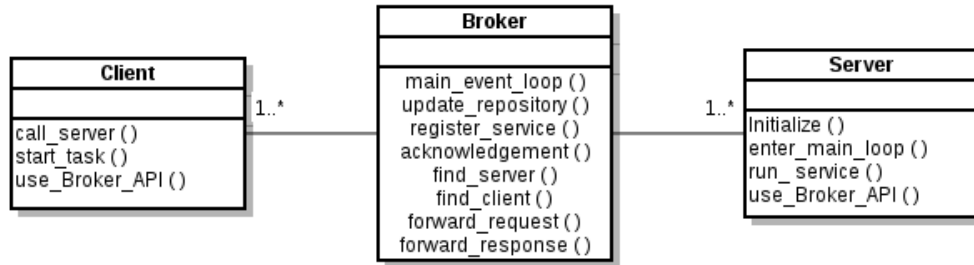 Client
call_server ( )
start_task ( )
use_Broker_API ( )
1..*
Broker
main_event_loop ( )
update_repository ( )
register_service ( )
acknowledgement ( )
find_server ( )
find_client ( )
forward_request ( )
forward_response ( )
1..*
Server
Initialize ( )
enter_main_loop ( )
run_ service ( )
use_Broker_API ( )